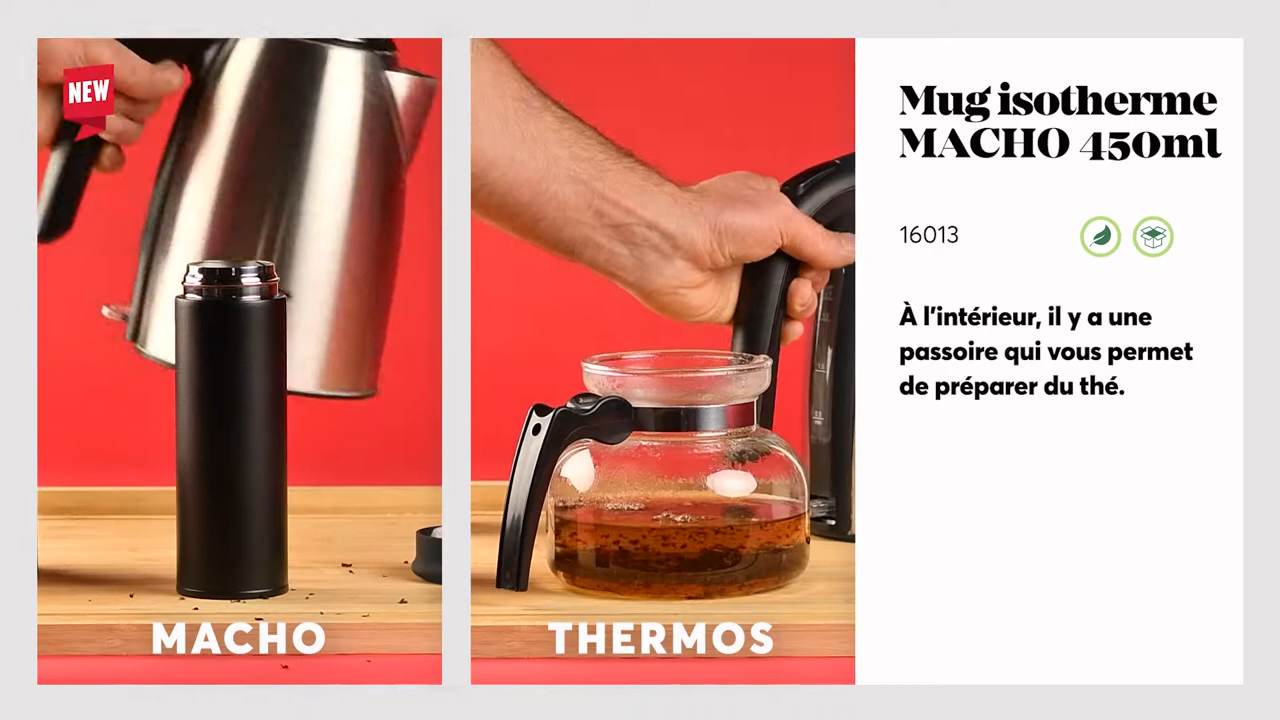 NEW
MACHO
THERMOS
Mug isotherme
MACHO 450ml
16013
À l'intérieur, il y a une
passoire qui vous permet
de préparer du thé.